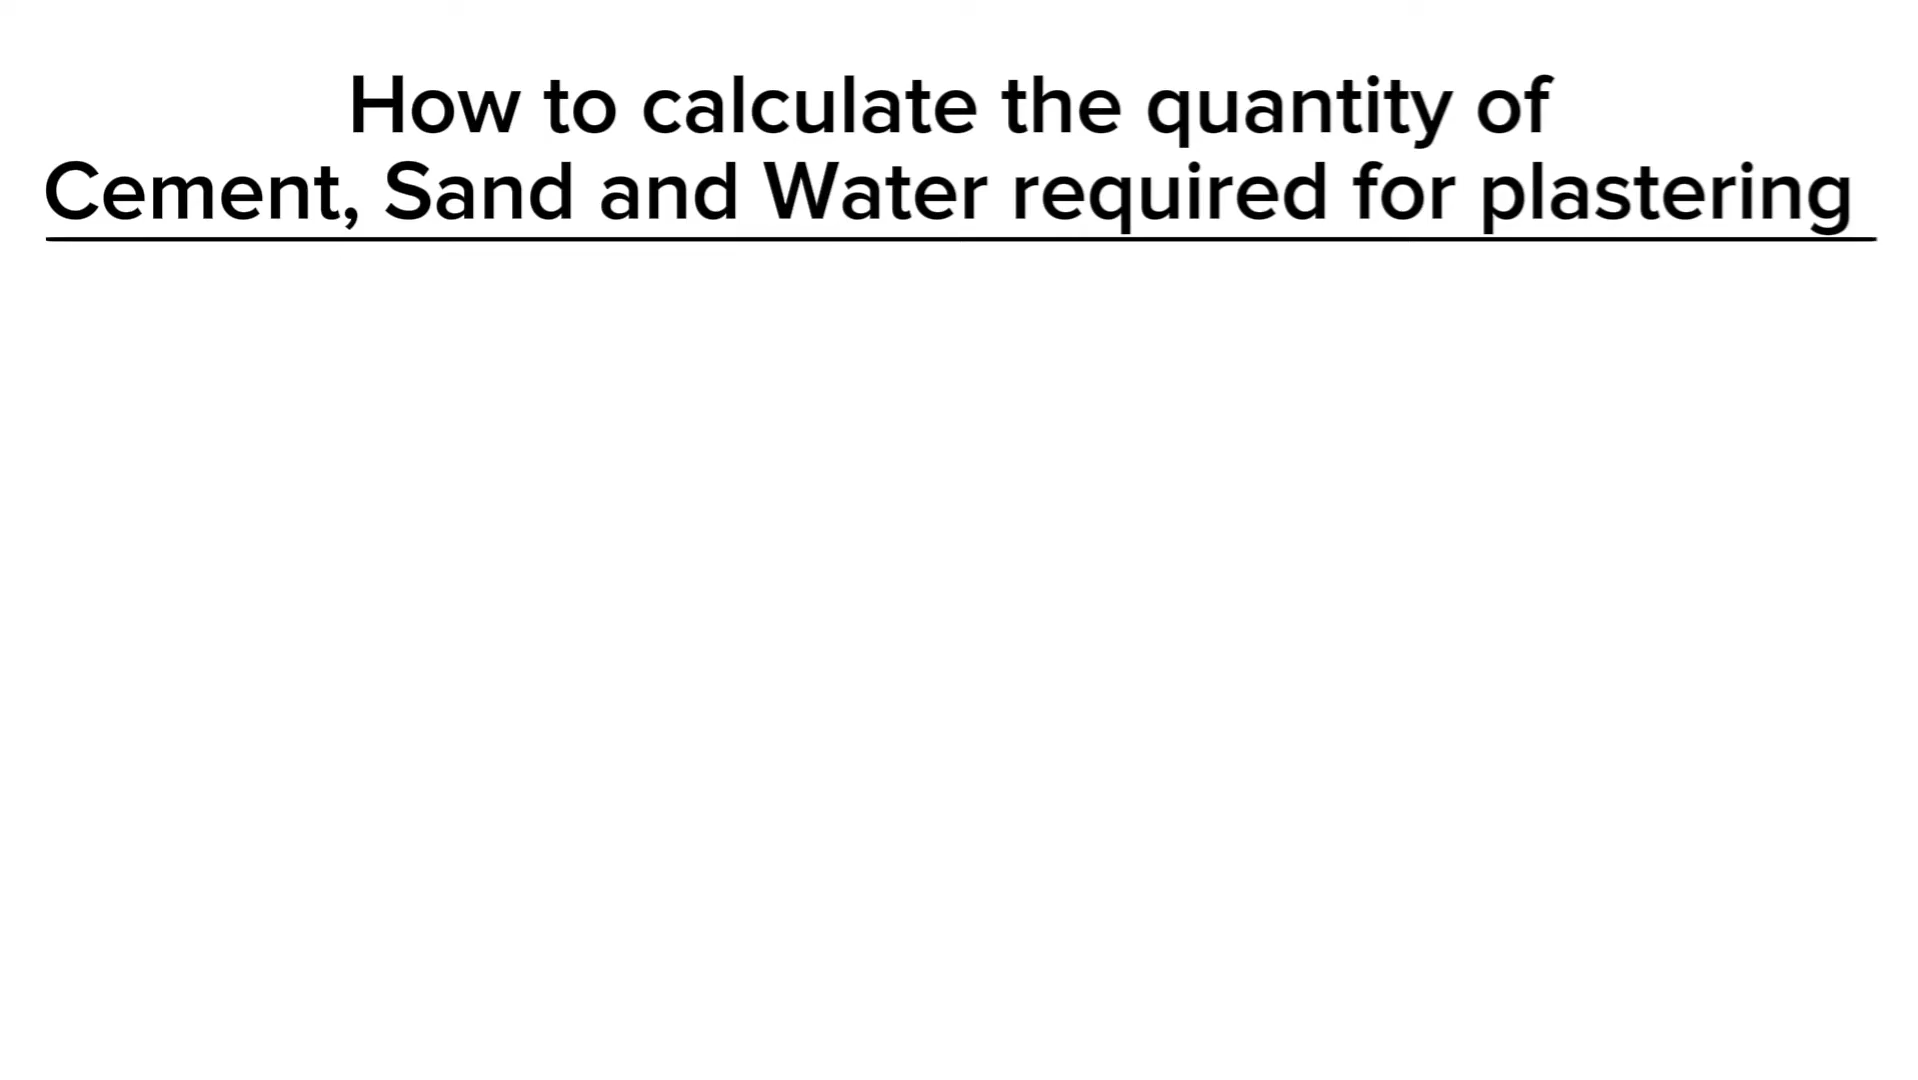 How to calculate the quantity of
Cement, Sand and Water required for plastering